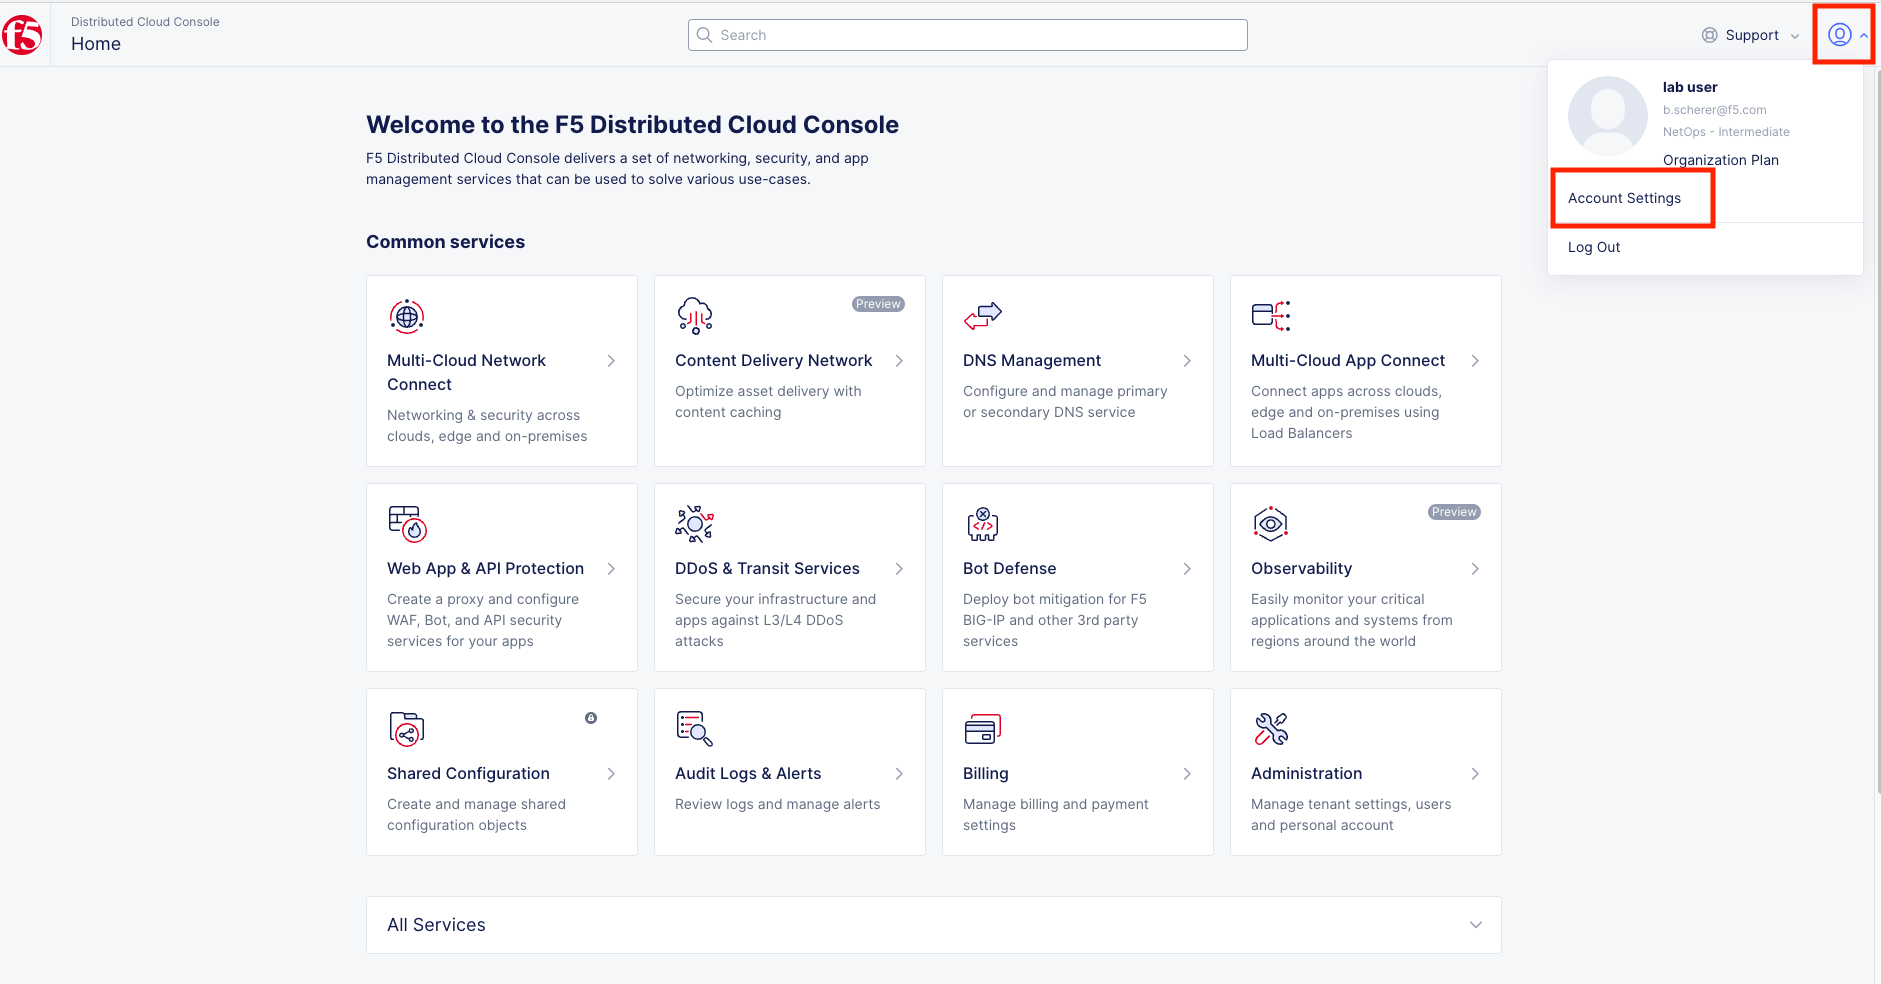 f5
Distributed Cloud Console
Home
Search
Support
lab user
b.scherer@f5.com
NetOps - Intermediate
Organization Plan
Account Settings
Log Out
Welcome to the F5 Distributed Cloud Console
F5 Distributed Cloud Console delivers a set of networking, security, and app
management services that can be used to solve various use-cases.
Common services
Multi-Cloud Network
Connect
Networking & security across
clouds, edge and on-premises
Preview
Content Delivery Network
Optimize asset delivery with
content caching
DNS Management
Configure and manage primary
or secondary DNS service
Multi-Cloud App Connect
Connect apps across clouds,
edge and on-premises using
Load Balancers
Web App & API Protection
Create a proxy and configure
WAF, Bot, and API security
services for your apps
DDoS & Transit Services
Secure your infrastructure and
apps against L3/L4 DDoS
attacks
Bot Defense
Deploy bot mitigation for F5
BIG-IP and other 3rd party
services
Preview
Observability
Easily monitor your critical
applications and systems from
regions around the world
Shared Configuration
Create and manage shared
configuration objects
Audit Logs & Alerts
Review logs and manage alerts
Billing
Manage billing and payment
settings
Administration
Manage tenant settings, users
and personal account
All Services